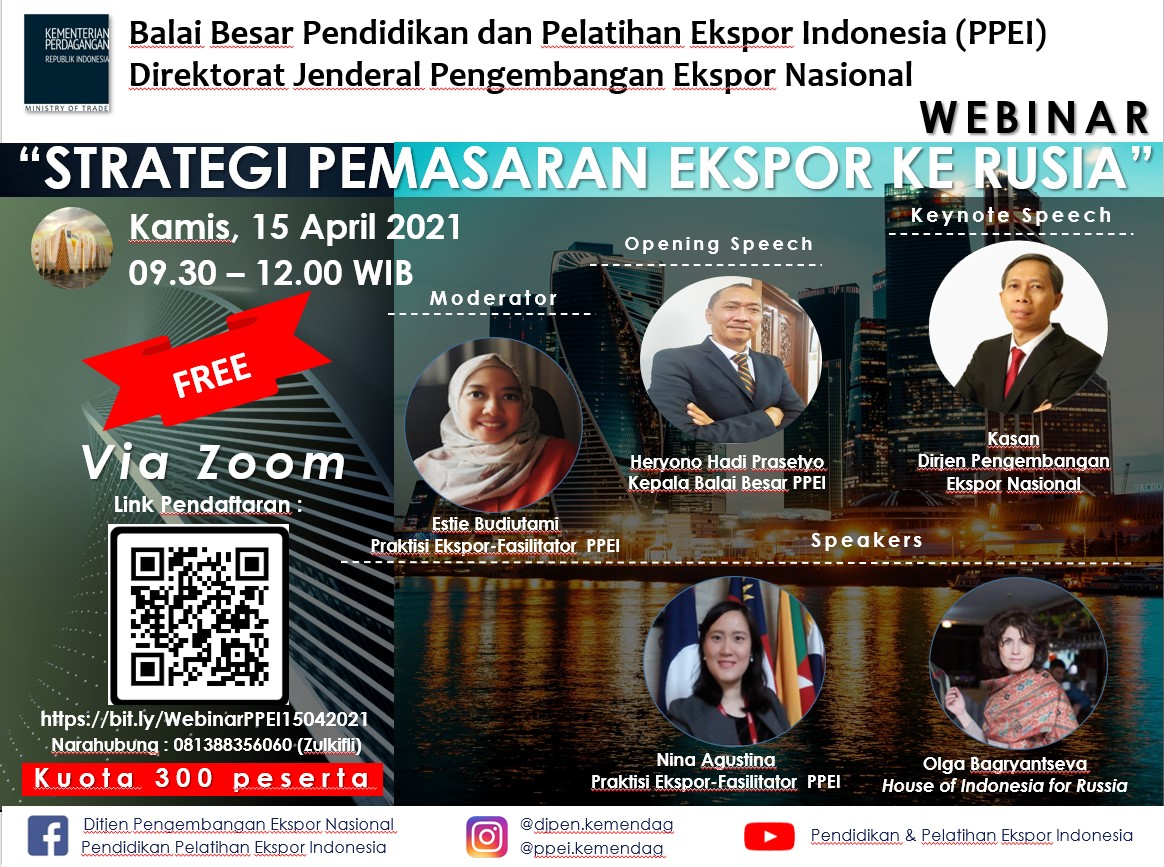 KEMENTERIAN
PERDAGANGAN
REPUBLIK INDONESIA
MINISTRY OF TRADE
Balai Besar Pendidikan dan Pelatihan Ekspor Indonesia (PPEI)
Direktorat Jenderal Pengembangan Ekspor Nasional
WEBINAR
“STRATEGI PEMASARAN EKSPOR KE RUSIA”
Kamis, 15 April 2021
09.30 – 12.00 WIB
FREE
Via Zoom
Link Pendaftaran :
https://bit.ly/WebinarPPEI15042021
Narahubung : 081388356060 (Zulkifli)
Kuota 300 peserta
Moderator
Estie Budiutami
Praktisi Ekspor-Fasilitator PPEI
Opening Speech
Heryono Hadi Prasetyo
Kepala Balai Besar PPEI
Keynote Speech
Kasan
Dirjen Pengembangan
Ekspor Nasional
Speakers
Nina Agustina
Praktisi Ekspor-Fasilitator PPEI
Olga Bagryantseva
House of Indonesia for Russia
Ditjen Pengembangan Ekspor Nasional
Pendidikan Pelatihan Ekspor Indonesia
@djpen.kemendag
@ppei.kemendag
Pendidikan & Pelatihan Ekspor Indonesia